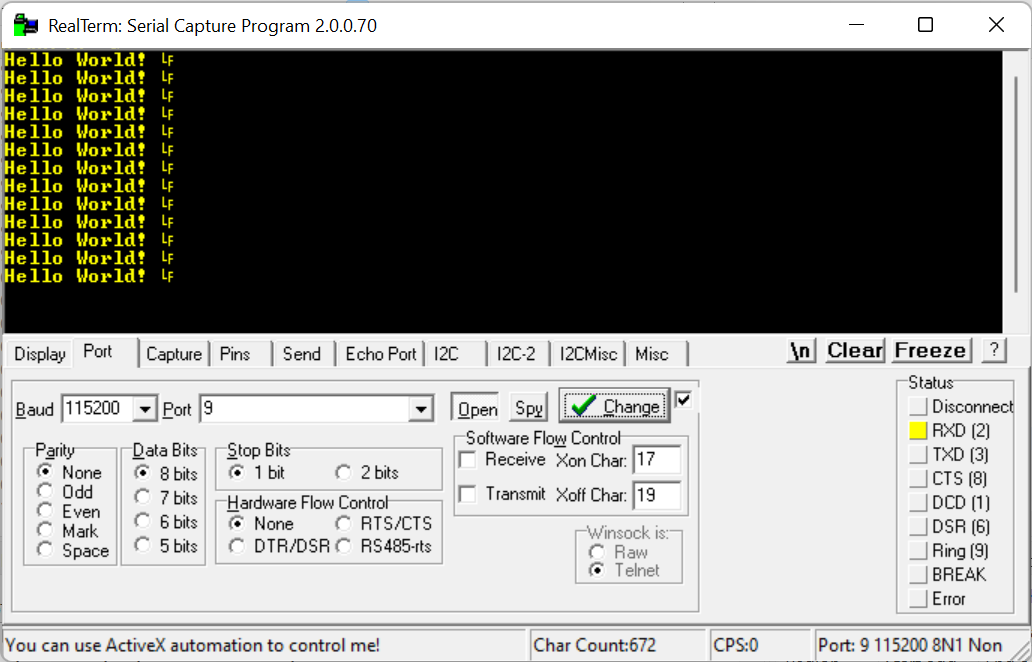 RealTerm: Serial Capture Program 2.0.0.70
Hello World! LF
Hello World! LF
Hello World! LF
Hello World! LF
Hello World! LF
Hello World! LF
Hello World! LF
Hello World! LF
Hello World! LF
Hello World! LF
Hello World! LF
Hello World! LF
Hello World! LF
Display Port Capture Pins Send Echo Port I2C I2C-2 I2CMisc Misc \n Clear Freeze ?
Baud 115200 Port 9 Open Spy Change
Parity
None
Odd
Even
Mark
Space
Data Bits
8 bits
7 bits
6 bits
5 bits
Stop Bits
1 bit 2 bits
Hardware Flow Control
None RTS/CTS
DTR/DSR RS485-rts
Software Flow Control
Receive Xon Char: 17
Transmit Xoff Char: 19
Winsock is:
Raw
Telnet
Status
Disconnect
RXD (2)
TXD (3)
CTS (8)
DCD (1)
DSR (6)
Ring (9)
BREAK
Error
You can use ActiveX automation to control me! Char Count:672 CPS:0 Port: 9 115200 8N1 Non